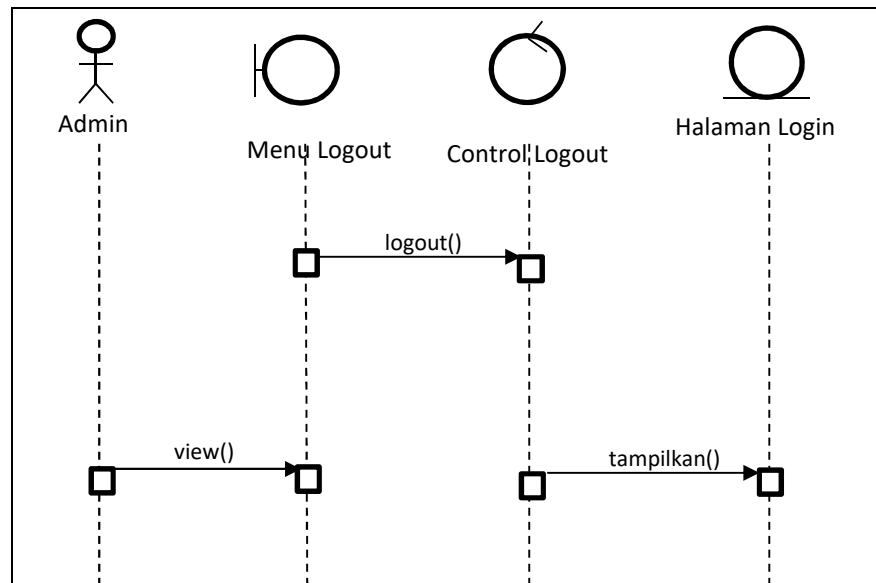 Admin
Menu Logout
Control Logout
Halaman Login
logout()
view()
tampilkan()